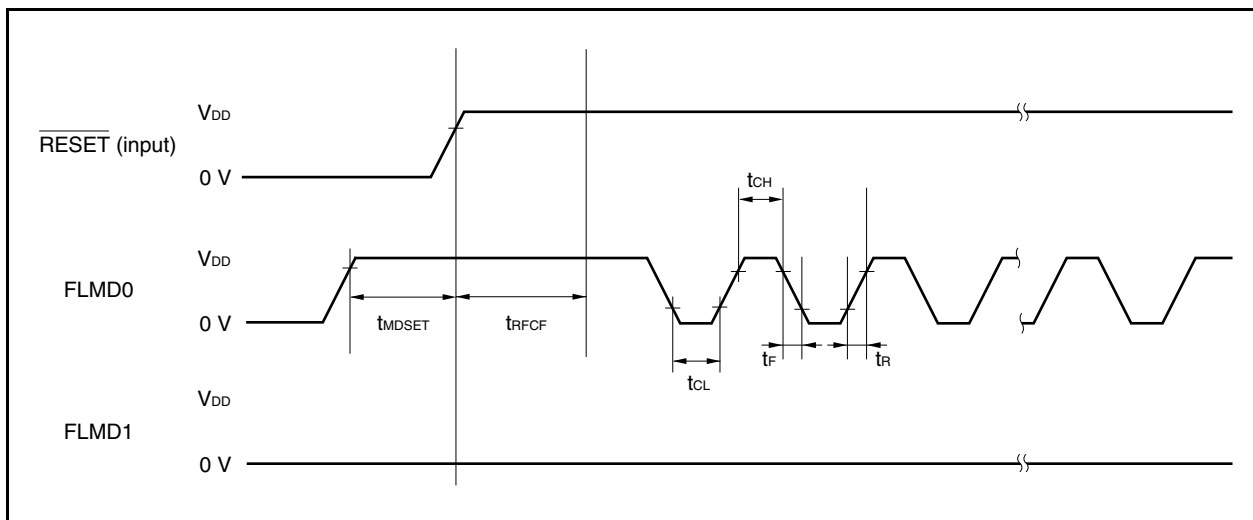 VDD
RESET (input)
0 V
tCH
VDD
FLMD0
0 V
tMDSET
tRFCF
tF
tR
tCL
VDD
FLMD1
0 V